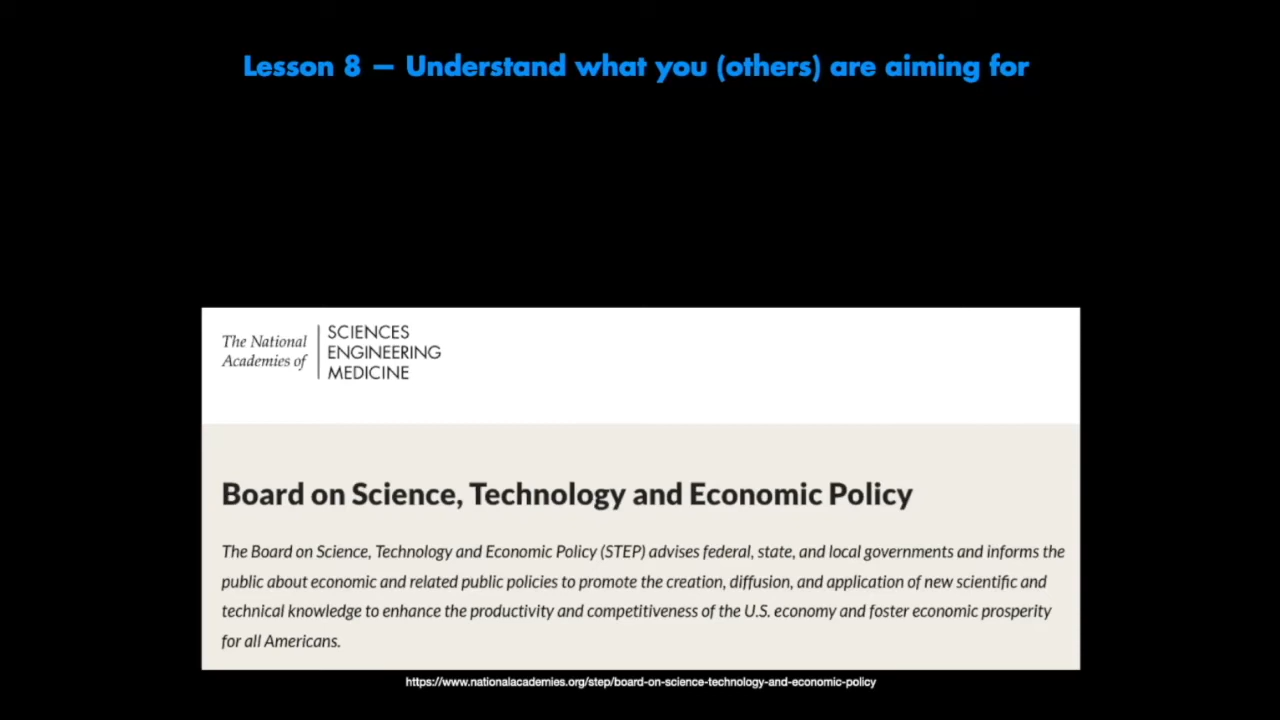 Lesson 8 — Understand what you (others) are aiming for
The National
Academies of
SCIENCES
ENGINEERING
MEDICINE
Board on Science, Technology and Economic Policy
The Board on Science, Technology and Economic Policy (STEP) advises federal, state, and local governments and informs the
public about economic and related public policies to promote the creation, diffusion, and application of new scientific and
technical knowledge to enhance the productivity and competitiveness of the U.S. economy and foster economic prosperity
for all Americans.
https://www.nationalacademies.org/step/board-on-science-technology-and-economic-policy